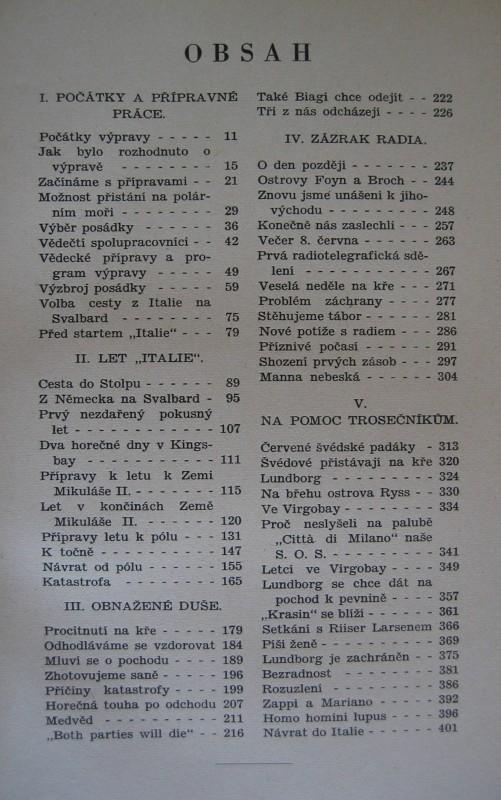 OBSAH
I. POČÁTKY A PŘÍPRAVNÉ
PRÁCE.
Počátky výpravy - - - - - 11
Jak bylo rozhodnuto o
výpravě - - - - - - - - 15
Začínáme s přípravami - - 21
Možnost přistání na polár-
ním moři - - - - - - - - 29
Výběr posádky - - - - - 36
Vědečtí spolupracovníci - - 42
Vědecké přípravy a pro-
gram výpravy - - - - - 49
Výzbroj posádky - - - - 59
Volba cesty z Italie na
Svalbard - - - - - - - 75
Před startem „Italie“ - - - 79
II. LET „ITALIE“.
Cesta do Stolpu - - - - - - 89
Z Německa na Svalbard - 95
Prvý nezdařený pokusný
let - - - - - - - - - - - - 107
Dva horečné dny v Kings-
bay - - - - - - - - - - - 111
Přípravy k letu k Zemi
Mikuláše II. - - - - - - 115
Let v končinách Země
Mikuláše II. - - - - - - 120
Přípravy letu k pólu - - - 131
K točně - - - - - - - - - 147
Návrat od pólu - - - - - 155
Katastrofa - - - - - - - - 165
III. OBNAŽENÉ DUŠE.
Procitnutí na kře - - - - - 179
Odhodláváme se vzdorovat 184
Mluví se o pochodu - - - - 189
Zhotovujeme saně - - - - 196
Příčiny katastrofy - - - - 199
Horečná touha po odchodu 207
Medvěd - - - - - - - - - 211
„Both parties will die“ - - 216
Také Biagi chce odejít - - 222
Tři z nás odcházejí - - - - 226
IV. ZÁZRAK RADIA.
O den později - - - - - - - 237
Ostrovy Foyn a Broch - - 244
Znovu jsme unášeni k jiho-
východu - - - - - - - - 248
Konečně nás zaslechli - - - 257
Večer 8. června - - - - - - 263
Prvá radiotelegrafická sdě-
lení - - - - - - - - - - - 267
Veselá neděle na kře - - - 271
Problém záchrany - - - - 277
Stěhujeme tábor - - - - - 281
Nové potíže s radiem - - - 286
Příznivé počasí - - - - - 291
Shození prvých zásob - - - 297
Manna nebeská - - - - - - 304
V.
NA POMOC TROSEČNÍKŮM.
Červené švédské padáky - 313
Švédové přistávají na kře 320
Lundborg - - - - - - - - 324
Na břehu ostrova Ryss - - 330
Ve Virgobay - - - - - - - 334
Proč neslyšeli na palubě
„Città di Milano“ naše
S. O. S. - - - - - - - - - 341
Letci ve Virgobay - - - - 349
Lundborg se chce dát na
pochod k pevnině - - - - 357
„Krasin“ se blíží - - - - - 361
Setkání s Riiser Larsenem 366
Píši ženě - - - - - - - - - 369
Lundborg je zachráněn - - 375
Bezradnost - - - - - - - 381
Rozuzlení - - - - - - - - 386
Zappi a Mariano - - - - 392
Homo homini lupus - - - - 396
Návrat do Italie - - - - - 401